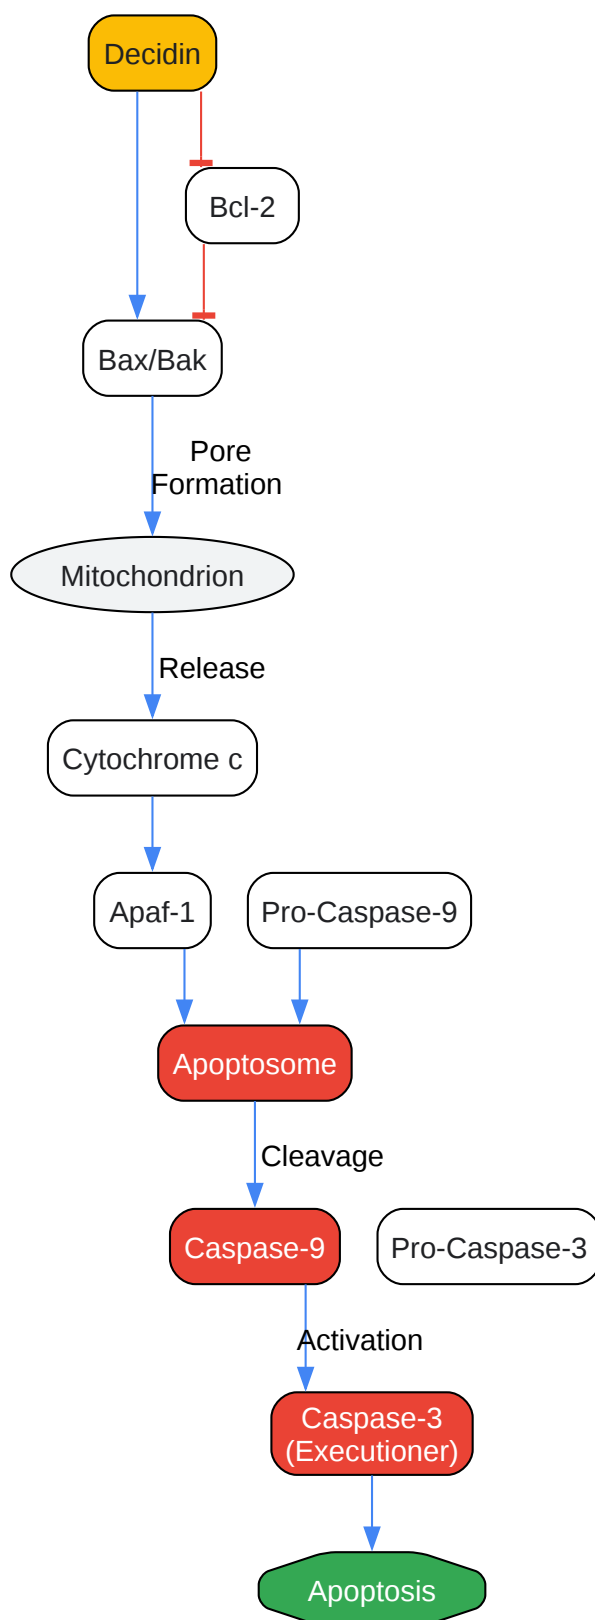 Decidin
Bcl-2
Bax/Bak
Pore
Formation
Mitochondrion
Release
Cytochrome c
Apaf-1
Pro-Caspase-9
Apoptosome
Cleavage
Caspase-9
Pro-Caspase-3
Activation
Caspase-3
(Executioner)
Apoptosis